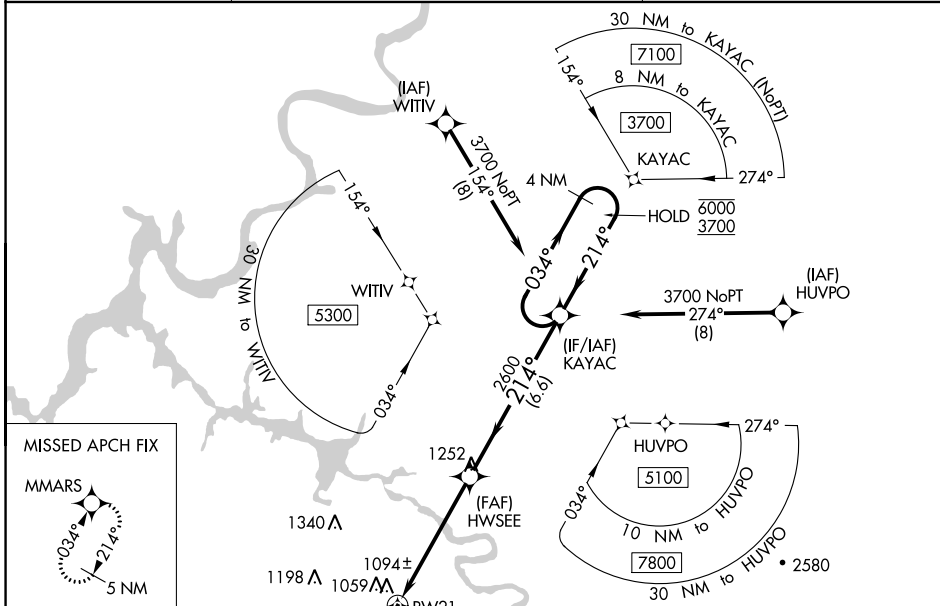 30 NM to KAYAC (NoPT)
7100
154°
8 NM to KAYAC
3700
KAYAC
274°
(IAF)
WITIV
3700 NoPT
154°
(8)
4 NM
HOLD
6000
3700
034°
214°
154°
30 NM to WITIV
WITIV
5300
034°
(IAF)
HUVPO
3700 NoPT
274°
(8)
(IF/IAF)
KAYAC
2600
214°
(6.6)
MISSED APCH FIX
MMARS
034°
214°
5 NM
1252
(FAF)
HWSEE
1340
1198
1094±
1059
RW21
274°
HUVPO
5100
034°
10 NM to HUVPO
7800
30 NM to HUVPO
2580